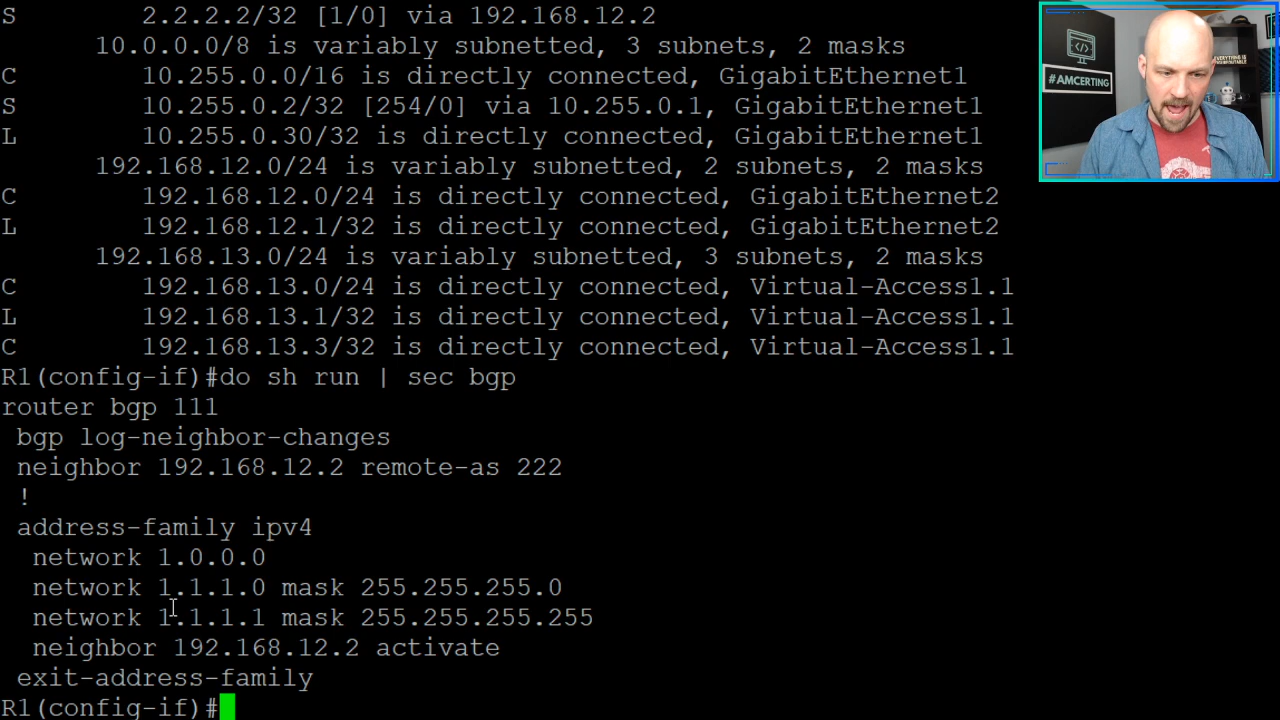 S        2.2.2.2/32 [1/0] via 192.168.12.2
      10.0.0.0/8 is variably subnetted, 3 subnets, 2 masks
C        10.255.0.0/16 is directly connected, GigabitEthernet1
S        10.255.0.2/32 [254/0] via 10.255.0.1, GigabitEthernet1
L        10.255.0.30/32 is directly connected, GigabitEthernet1
      192.168.12.0/24 is variably subnetted, 2 subnets, 2 masks
C        192.168.12.0/24 is directly connected, GigabitEthernet2
L        192.168.12.1/32 is directly connected, GigabitEthernet2
      192.168.13.0/24 is variably subnetted, 3 subnets, 2 masks
C        192.168.13.0/24 is directly connected, Virtual-Access1.1
L        192.168.13.1/32 is directly connected, Virtual-Access1.1
C        192.168.13.3/32 is directly connected, Virtual-Access1.1
R1(config-if)#do sh run | sec bgp
router bgp 111
 bgp log-neighbor-changes
 neighbor 192.168.12.2 remote-as 222
 !
 address-family ipv4
  network 1.0.0.0
  network 1.1.1.0 mask 255.255.255.0
  network 1.1.1.1 mask 255.255.255.255
  neighbor 192.168.12.2 activate
 exit-address-family
R1(config-if)#
#AMCERTING